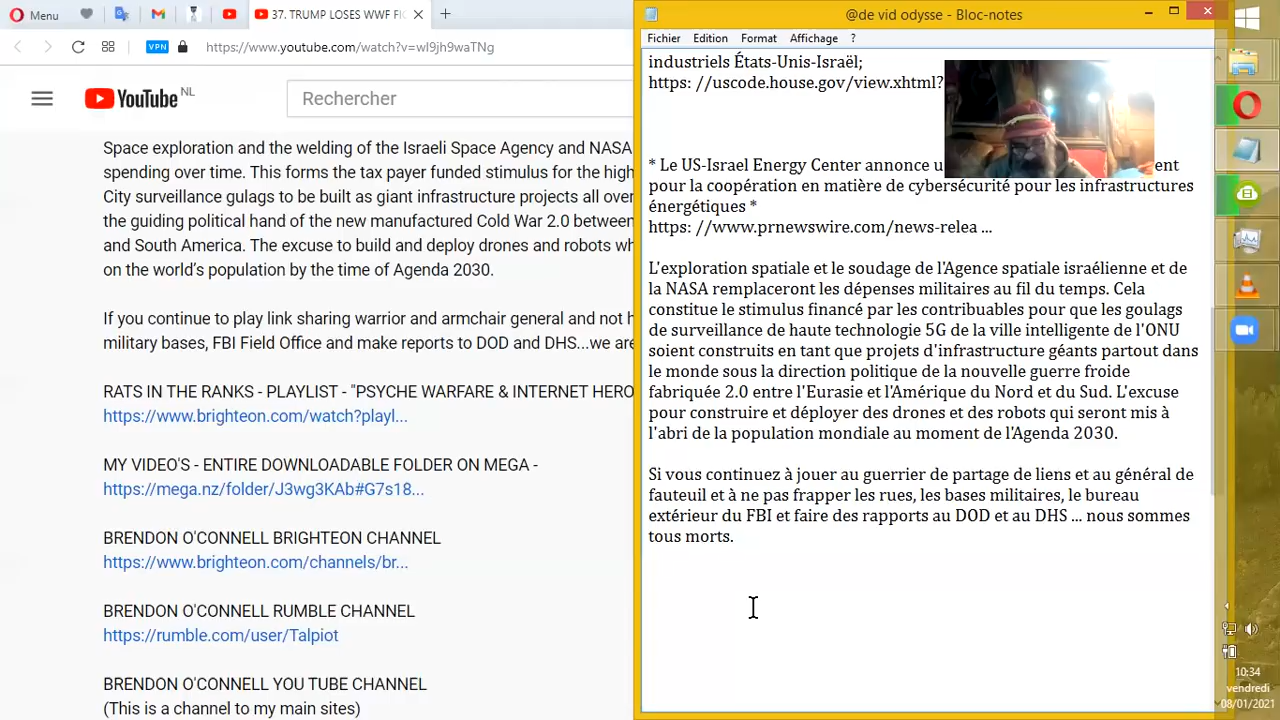 Menu
37. TRUMP LOSES WWF FIG
VPN
https://www.youtube.com/watch?v=wI9jh9waTNg
YouTube NL
Rechercher
Space exploration and the welding of the Israeli Space Agency and NASA
spending over time. This forms the tax payer funded stimulus for the high
City surveillance gulags to be built as giant infrastructure projects all over
the guiding political hand of the new manufactured Cold War 2.0 between
and South America. The excuse to build and deploy drones and robots wh
on the world's population by the time of Agenda 2030.
If you continue to play link sharing warrior and armchair general and not h
military bases, FBI Field Office and make reports to DOD and DHS...we are
RATS IN THE RANKS - PLAYLIST - "PSYCHE WARFARE & INTERNET HERO
https://www.brighteon.com/watch?playl...
MY VIDEO'S - ENTIRE DOWNLOADABLE FOLDER ON MEGA -
https://mega.nz/folder/J3wg3KAb#G7s18...
BRENDON O'CONNELL BRIGHTEON CHANNEL
https://www.brighteon.com/channels/br...
BRENDON O'CONNELL RUMBLE CHANNEL
https://rumble.com/user/Talpiot
BRENDON O'CONNELL YOU TUBE CHANNEL
(This is a channel to my main sites)
@de vid odysse - Bloc-notes
Fichier Edition Format Affichage ?
industriels États-Unis-Israël;
https: //uscode.house.gov/view.xhtml?
* Le US-Israel Energy Center annonce u ent
pour la coopération en matière de cybersécurité pour les infrastructures
énergétiques *
https: //www.prnewswire.com/news-relea ...
L'exploration spatiale et le soudage de l'Agence spatiale israélienne et de
la NASA remplaceront les dépenses militaires au fil du temps. Cela
constitue le stimulus financé par les contribuables pour que les goulags
de surveillance de haute technologie 5G de la ville intelligente de l'ONU
soient construits en tant que projets d'infrastructure géants partout dans
le monde sous la direction politique de la nouvelle guerre froide
fabriquée 2.0 entre l'Eurasie et l'Amérique du Nord et du Sud. L'excuse
pour construire et déployer des drones et des robots qui seront mis à
l'abri de la population mondiale au moment de l'Agenda 2030.
Si vous continuez à jouer au guerrier de partage de liens et au général de
fauteuil et à ne pas frapper les rues, les bases militaires, le bureau
extérieur du FBI et faire des rapports au DOD et au DHS ... nous sommes
tous morts.
10:34
vendredi
08/01/2021